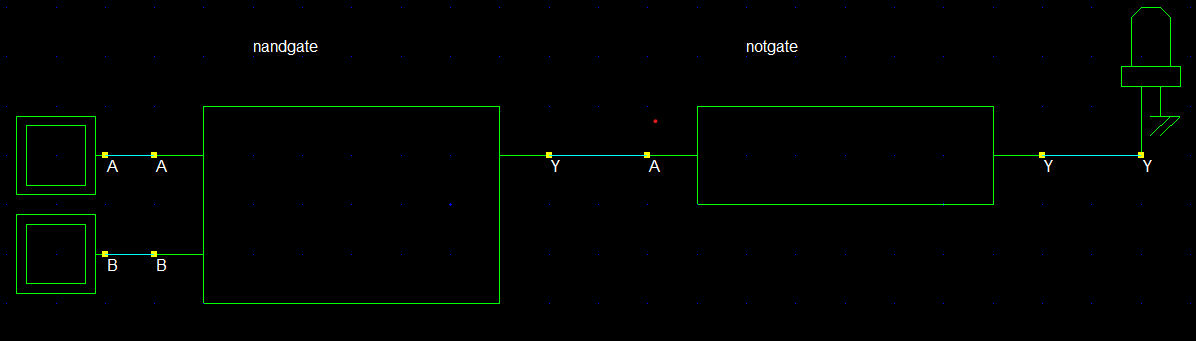 nandgate
notgate
A A Y A Y Y
B B